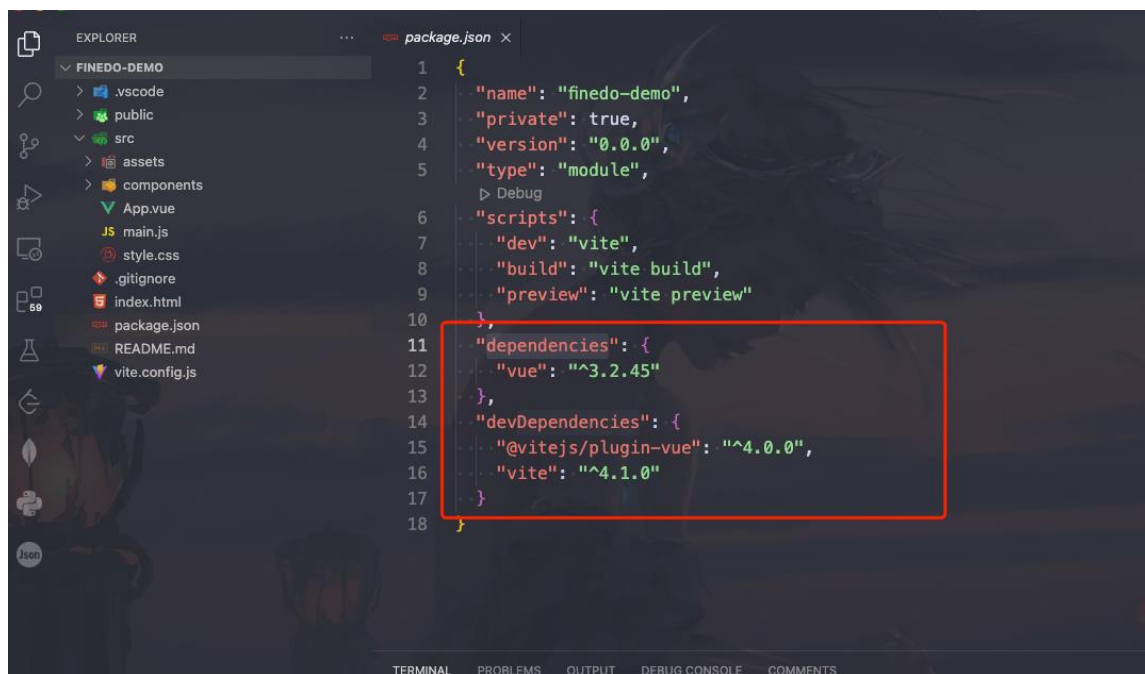 EXPLORER
···
package.json ×
FINEDO-DEMO
.vscode
public
src
assets
components
App.vue
JS main.js
style.css
.gitignore
index.html
package.json
README.md
vite.config.js
59
Json
1 {
2 "name": "finedo-demo",
3 "private": true,
4 "version": "0.0.0",
5 "type": "module",
Debug
6 "scripts": {
7 "dev": "vite",
8 "build": "vite build",
9 "preview": "vite preview"
10 },
11 "dependencies": {
12 "vue": "^3.2.45"
13 },
14 "devDependencies": {
15 "@vitejs/plugin-vue": "^4.0.0",
16 "vite": "^4.1.0"
17 }
18 }
TERMINAL PROBLEMS OUTPUT DEBUG CONSOLE COMMENTS